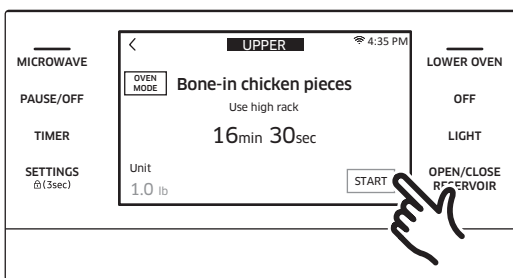 MICROWAVE
PAUSE/OFF
TIMER
SETTINGS
(3sec)
<
UPPER
4:35 PM
OVEN
MODE
Bone-in chicken pieces
Use high rack
16min 30sec
Unit
1.0 lb
START
LOWER OVEN
OFF
LIGHT
OPEN/CLOSE
RESERVOIR